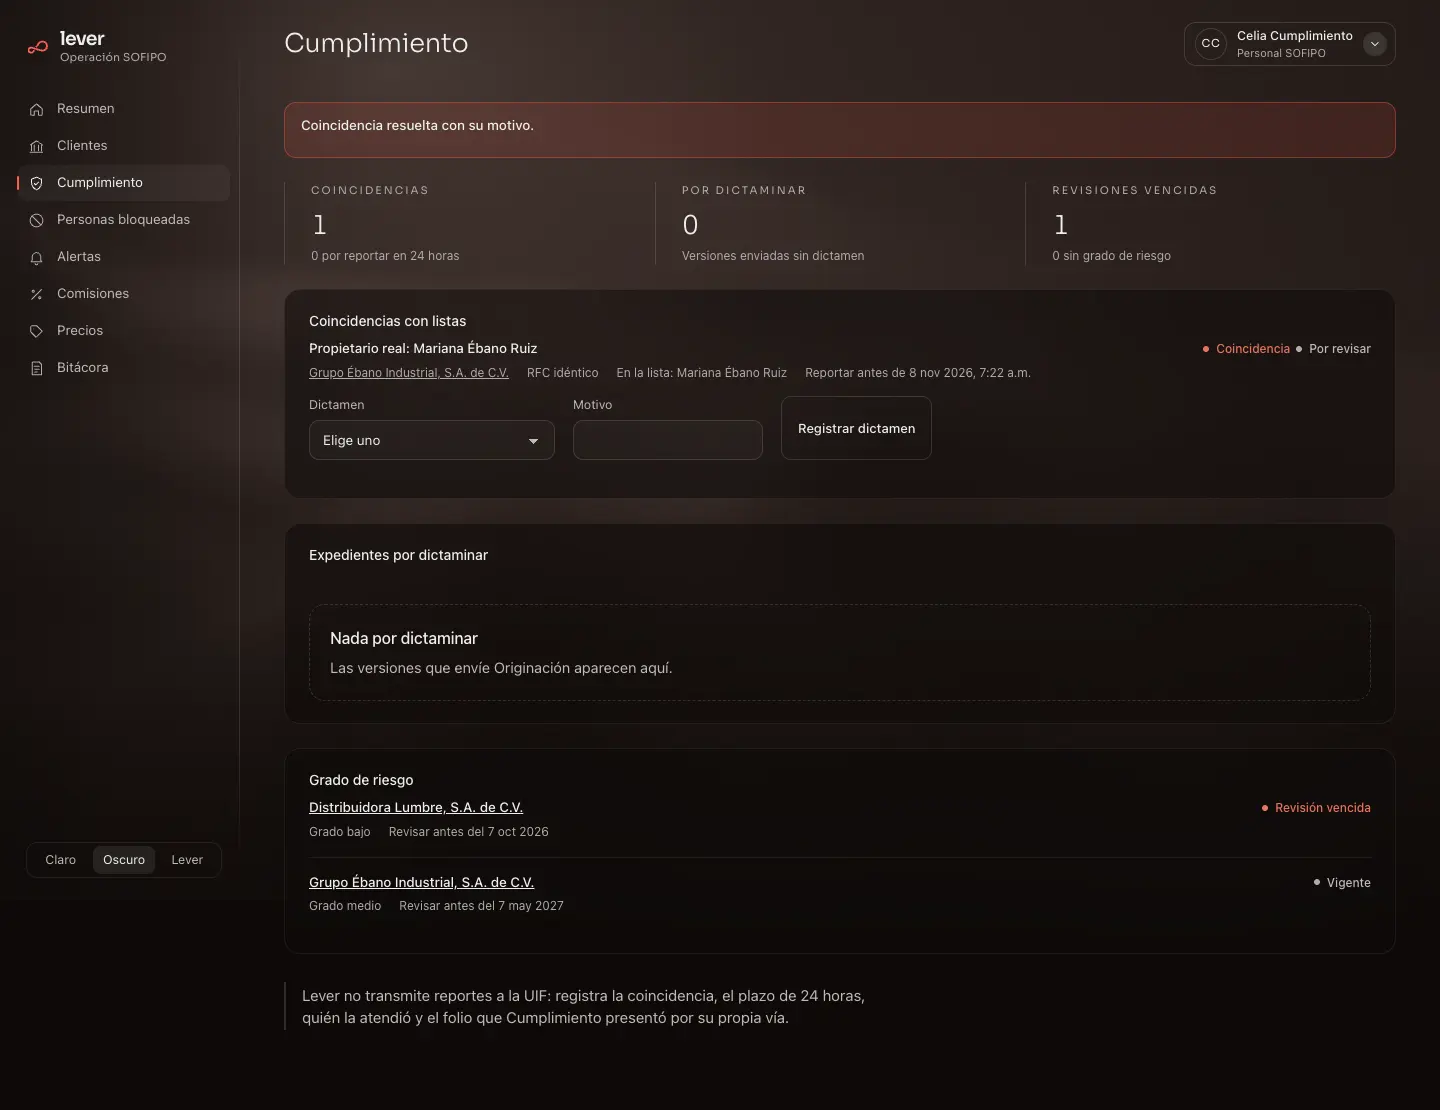 lever
Operación SOFIPO
Resumen
Clientes
Cumplimiento
Personas bloqueadas
Alertas
Comisiones
Precios
Bitácora
Claro
Oscuro
Lever
Cumplimiento
CC
Celia Cumplimiento
Personal SOFIPO
Coincidencia resuelta con su motivo.
COINCIDENCIAS
1
0 por reportar en 24 horas
POR DICTAMINAR
0
Versiones enviadas sin dictamen
REVISIONES VENCIDAS
1
0 sin grado de riesgo
Coincidencias con listas
Propietario real: Mariana Ébano Ruiz
Coincidencia
Por revisar
Grupo Ébano Industrial, S.A. de C.V.
RFC idéntico
En la lista: Mariana Ébano Ruiz
Reportar antes de 8 nov 2026, 7:22 a.m.
Dictamen
Elige uno
Motivo
Registrar dictamen
Expedientes por dictaminar
Nada por dictaminar
Las versiones que envíe Originación aparecen aquí.
Grado de riesgo
Distribuidora Lumbre, S.A. de C.V.
Revisión vencida
Grado bajo
Revisar antes del 7 oct 2026
Grupo Ébano Industrial, S.A. de C.V.
Vigente
Grado medio
Revisar antes del 7 may 2027
Lever no transmite reportes a la UIF: registra la coincidencia, el plazo de 24 horas,
quién la atendió y el folio que Cumplimiento presentó por su propia vía.